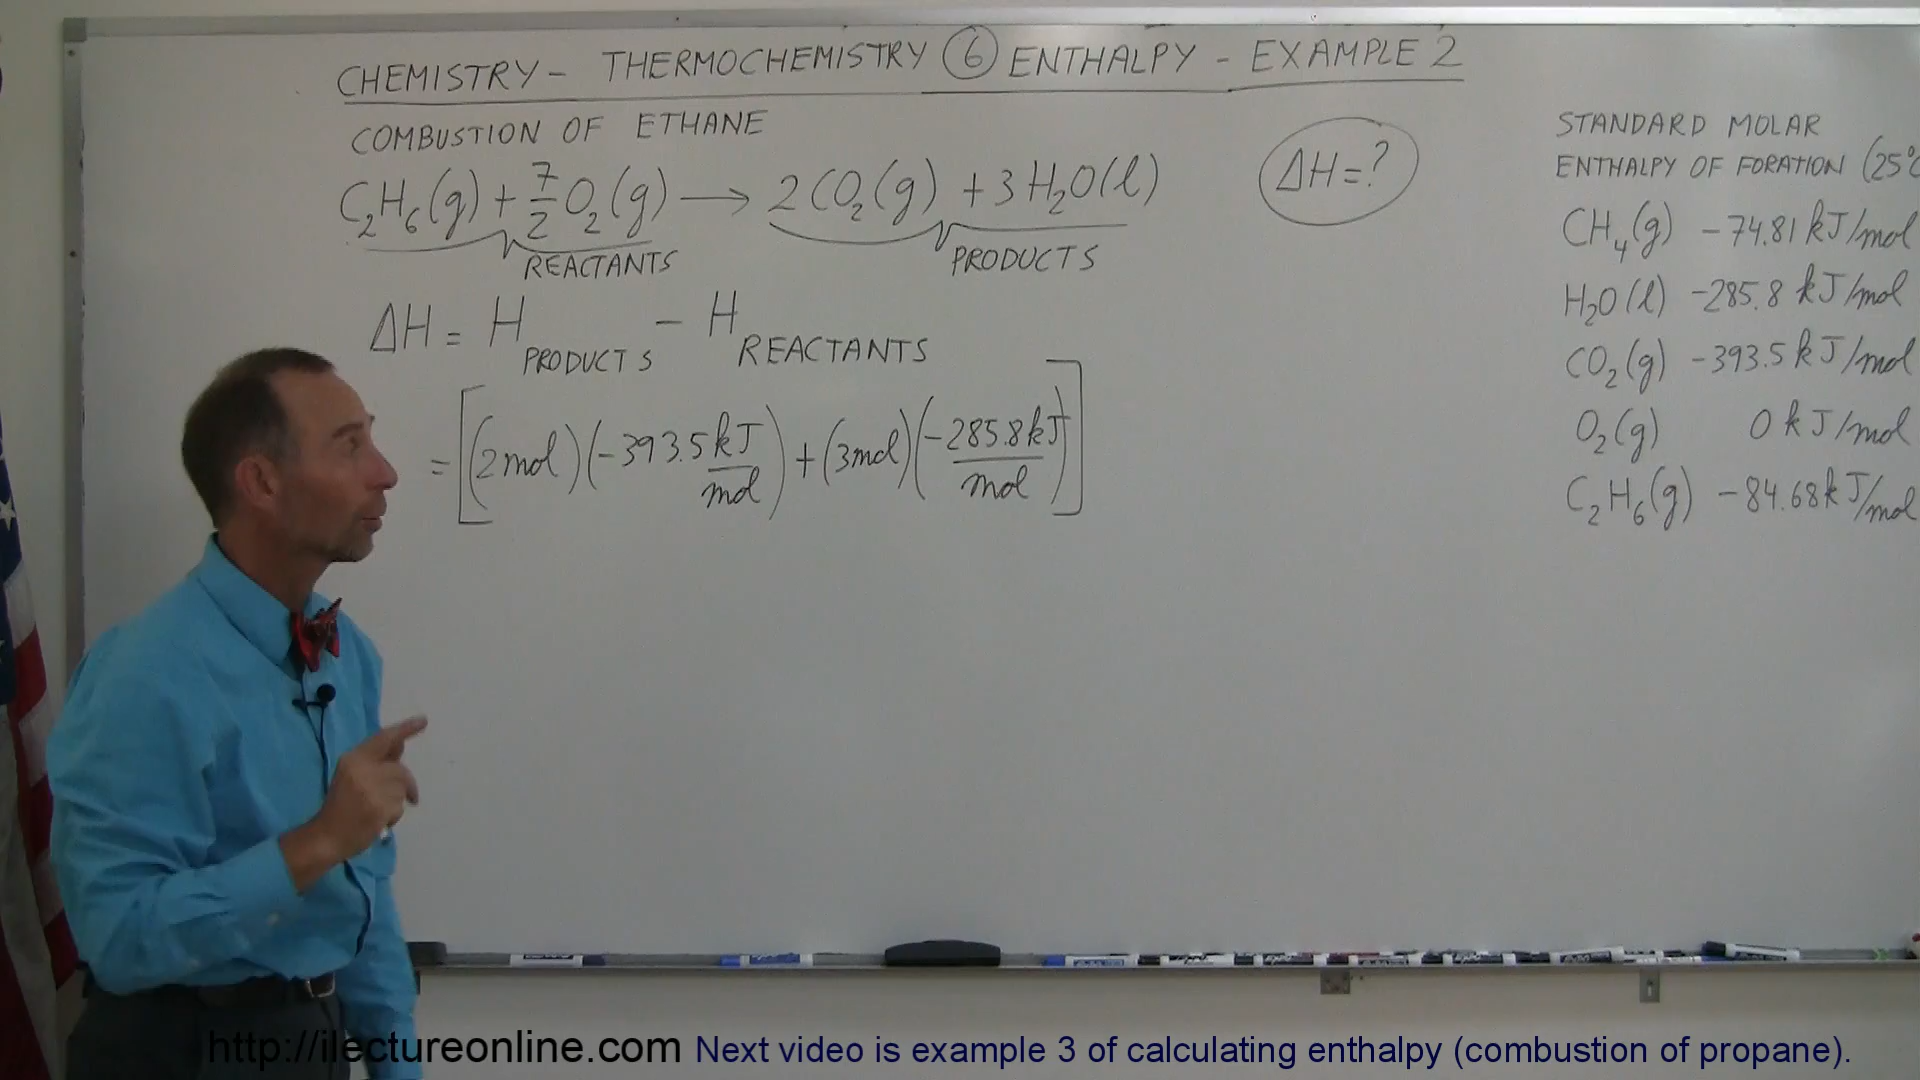 CHEMISTRY - THERMOCHEMISTRY ⑥ ENTHALPY - EXAMPLE 2
COMBUSTION OF ETHANE
C₂H₆(g) + 7/2 O₂(g) → 2CO₂(g) + 3H₂O(l)
REACTANTS
PRODUCTS
ΔH = ?
ΔH = H PRODUCTS - H REACTANTS
= [(2mol)(-393.5 kJ/mol) + (3mol)(-285.8 kJ/mol)]
STANDARD MOLAR
ENTHALPY OF FORATION (25°C
CH₄(g) -74.81 kJ/mol
H₂O(l) -285.8 kJ/mol
CO₂(g) -393.5 kJ/mol
O₂(g) 0 kJ/mol
C₂H₆(g) -84.68 kJ/mol
http://ilectureonline.com Next video is example 3 of calculating enthalpy (combustion of propane).